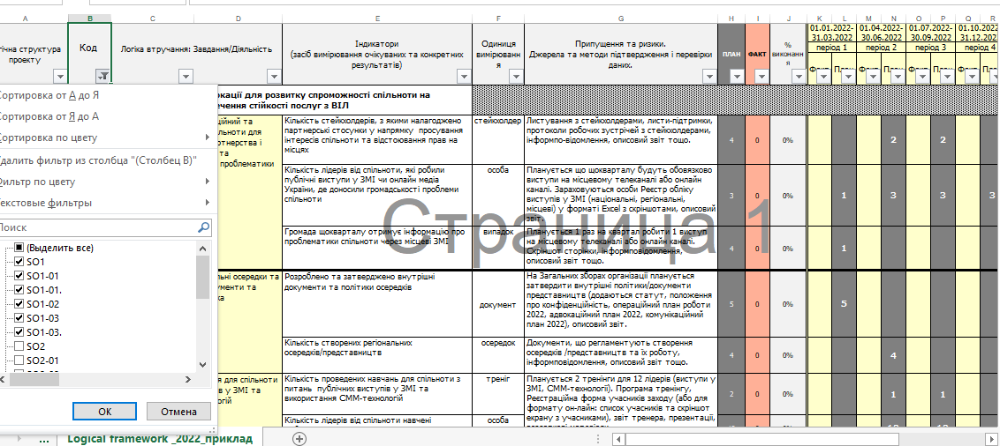 A B C D E F G H I J K L M N O P Q R
ічна структура проекту
Код
Логіка втручання: Завдання/Діяльність
Індикатори
(засіб вимірювання очікуваних та конкретних
результатів)
Одиниця
вимірюванн
я
Припущення та ризики.
Джерела та методи підтвердження і перевірки
даних.
ПЛАН
ФАКТ
%
виконанн
я
01.01.2022-
31.03.2022
01.04.2022-
30.06.2022
01.07.2022-
30.09.2022
01.10.2022
31.12.2022
період 1
період 2
період 3
період 4
Сортировка от А до Я
Сортировка от Я до А
Сортировка по цвету
Удалить фильтр из столбца "(Столбец B)"
Фильтр по цвету
Текстовые фильтры
Поиск
(Выделить все)
SO1
SO1-01
SO1-01.
SO1-02
SO1-03
SO1-03.
SO2
SO2-01
ОК
Отмена
окації для розвитку спроможності спільноти на
ечення стійкості послуг з ВІЛ
ційний та
льноти для
ртнерства і
та
проблематики
Кількість стейкхолдерів, з якими налагоджено
партнерські стосунки у напрямку просування
інтересів спільноти та відстоювання прав на
місцях
стейкхолдер
Листування з стейкхолдерами, листи-підтримки,
протоколи робочих зустрічей з стейкхолдерами,
інформпо-відомлення, описовий звіт тощо.
4 0 0% 2 2
Кількість лідерів від спільноти, які робили
публічні виступи у ЗМІ чи онлайн медіа
України, де доносили громадськості проблеми
спільноти
особа
Планується що щокварталу будуть обовязково
виступи на місцевому телеканалі або онлайн
каналі. Зараховуються особи Реєстр обліку
виступів у ЗМІ (національні, регіональні,
місцеві) у форматі Excel з скріншотами, описовий
звіт.
3 0 0% 1 3 3 3
Громада щокварталу отримує інформацію про
проблематики спільноти через місцеві ЗМІ
випадок
Планується 1 раз на квартал робити 1 виступ
на місцевому телеканалі або онлайн каналі.
Скріншот сторінки, інформповідомлення,
описовий звіт тощо.
4 0 0% 1
Страница 1
льні осередки та
ументи та
ка
Розроблено та затверджено внутрішні
документи та політики осередків
документ
На Загальних зборах організації планується
затвердити внутрішні політики/документи
представництв (додаються статут, положення
про конфіденційність, операційний план роботи
2022, адвокаційний план 2022, комунікаційний
план 2022), описовий звіт.
5 0 0% 5
Кількість створених регіональних
осередків/представництв
осередок
Документи, що регламентують створення
осередків /представництв та їх роботу,
інформповідомлення, описовий звіт тощо.
4 0 0% 4
я для спільноти
в у ЗМІ та
огій
Кількість проведених навчань для спільноти з
питань публічних виступів у ЗМІ та
використання СММ-технологій
треніг
Планується 2 тренінги для 12 лідерів (виступи у
ЗМІ, СММ-технології). Програма тренінгу,
Реєстраційна форма учасників заходу (або для
формату он-лайн: список учасників та скріншот
екрану з учасниками), звіт тренера, презентації,
2 0 0% 1 1
Кількість лідерів від спільноти навчені
особа
...
Logical framework _2022_приклад